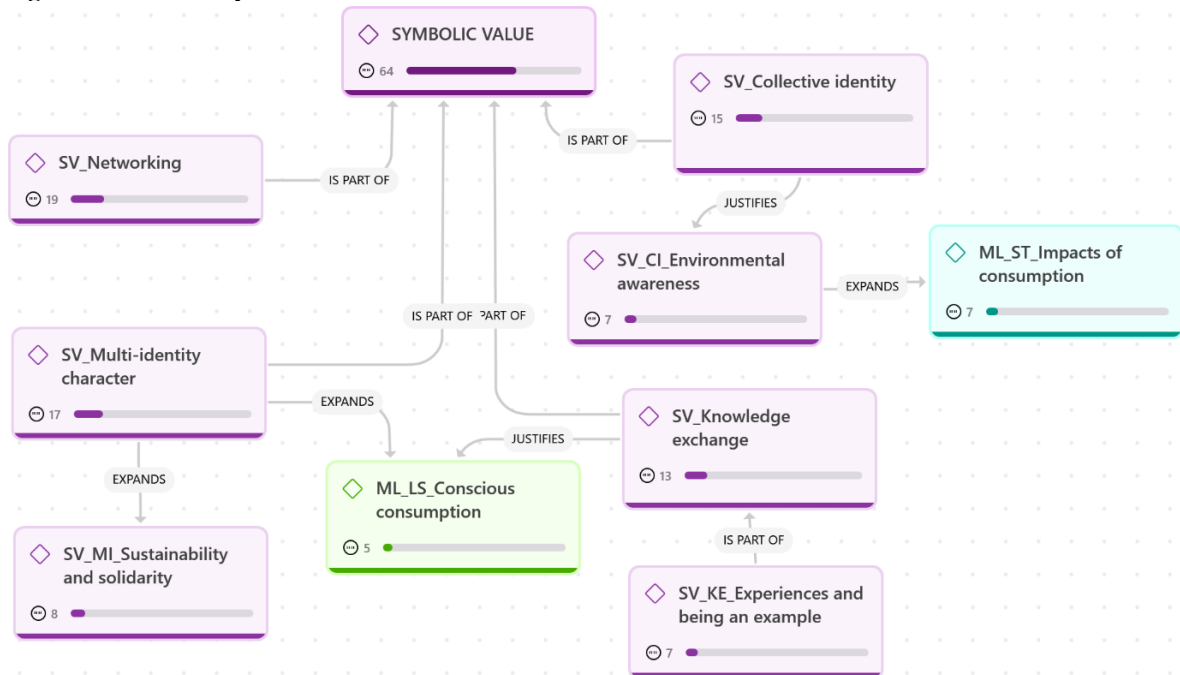 SYMBOLIC VALUE
64
SV_Collective identity
15
IS PART OF
SV_Networking
19
IS PART OF
JUSTIFIES
SV_CI_Environmental
awareness
7
EXPANDS
ML_ST_Impacts of
consumption
7
IS PART OF
PART OF
SV_Multi-identity
character
17
EXPANDS
SV_Knowledge
exchange
13
JUSTIFIES
EXPANDS
ML_LS_Conscious
consumption
5
IS PART OF
SV_MI_Sustainability
and solidarity
8
SV_KE_Experiences and
being an example
7